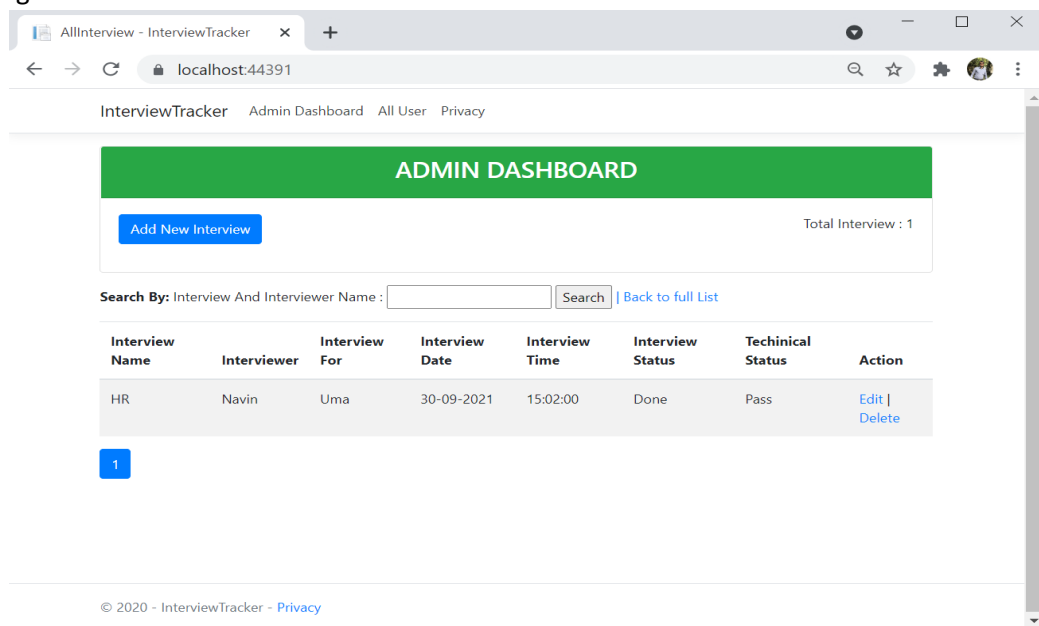 AllInterview - InterviewTracker
localhost:44391
InterviewTracker Admin Dashboard All User Privacy
ADMIN DASHBOARD
Add New Interview Total Interview : 1
Search By: Interview And Interviewer Name : Search | Back to full List
Interview Name Interviewer Interview For Interview Date Interview Time Interview Status Techinical Status Action
HR Navin Uma 30-09-2021 15:02:00 Done Pass Edit |
Delete
1
© 2020 - InterviewTracker - Privacy